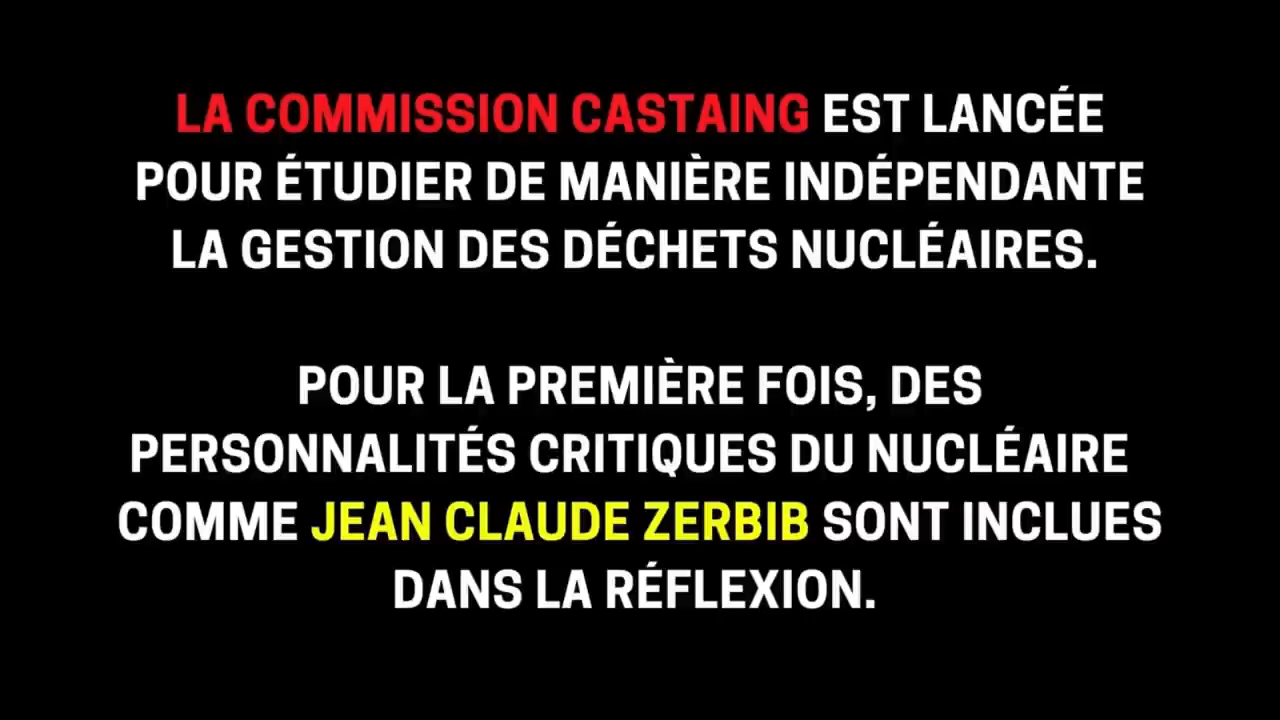 LA COMMISSION CASTAING EST LANCÉE
POUR ÉTUDIER DE MANIÈRE INDÉPENDANTE
LA GESTION DES DÉCHETS NUCLÉAIRES.
POUR LA PREMIÈRE FOIS, DES
PERSONNALITÉS CRITIQUES DU NUCLÉAIRE
COMME JEAN CLAUDE ZERBIB SONT INCLUES
DANS LA RÉFLEXION.